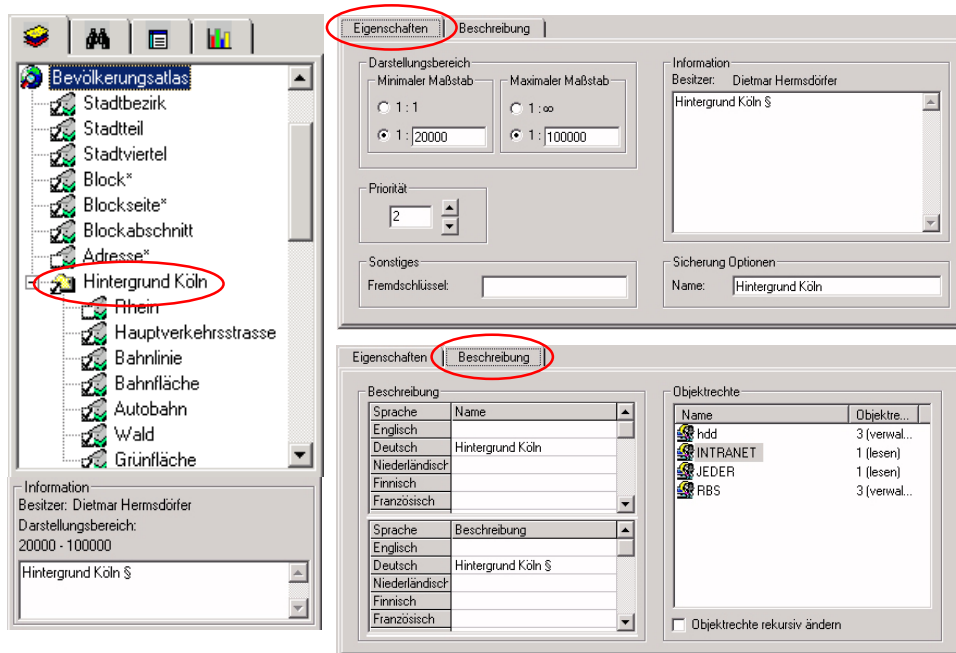 Bevölkerungsatlas
Stadtbezirk
Stadtteil
Stadtviertel
Block*
Blockseite*
Blockabschnitt
Adresse*
Hintergrund Köln
Rhein
Hauptverkehrsstrasse
Bahnlinie
Bahnfläche
Autobahn
Wald
Grünfläche
Information
Besitzer: Dietmar Hermsdörfer
Darstellungsbereich:
20000 - 100000
Hintergrund Köln §
Eigenschaften Beschreibung
Darstellungsbereich
Minimaler Maßstab Maximaler Maßstab
1 : 1 1 :∞
1 : 20000 1 : 100000
Priorität
2
Sonstiges
Fremdschlüssel:
Information
Besitzer: Dietmar Hermsdörfer
Hintergrund Köln §
Sicherung Optionen
Name: Hintergrund Köln
Eigenschaften Beschreibung
Beschreibung
Sprache Name
Englisch
Deutsch Hintergrund Köln
Niederländisch
Finnisch
Französisch
Sprache Beschreibung
Englisch
Deutsch Hintergrund Köln §
Niederländisch
Finnisch
Französisch
Objektrechte
Name Objektre...
hdd 3 (verwal...
INTRANET 1 (lesen)
JEDER 1 (lesen)
RBS 3 (verwal...
Objektrechte rekursiv ändern